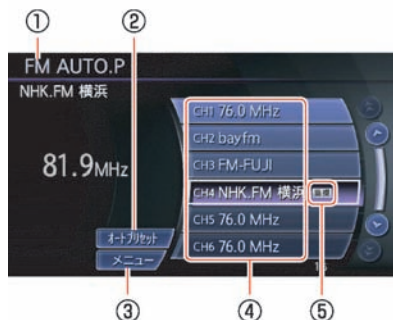 ① ②
FM AUTO.P
NHK.FM 横浜
81.9MHz
CH1 76.0 MHz
CH2 bayfm
CH3 FM-FUJI
CH4 NHK.FM 横浜
CH5 76.0 MHz
CH6 76.0 MHz
オートプリセット
メニュー
③ ④ ⑤